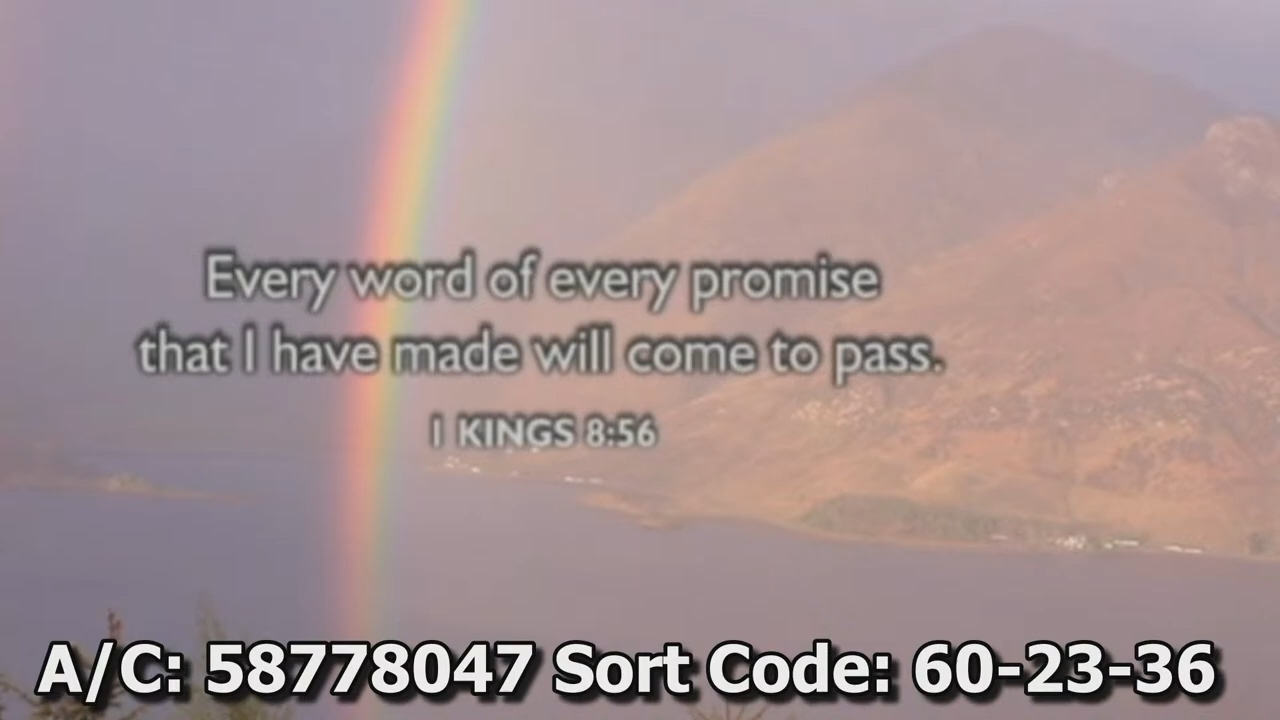 Every word of every promise
that I have made will come to pass.
1 KINGS 8:56
A/C: 58778047 Sort Code: 60-23-36